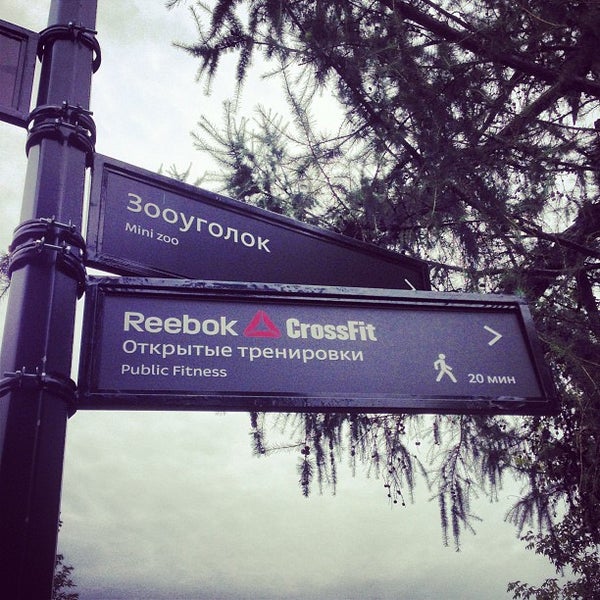 Зооуголок
Mini zoo
Reebok CrossFit
Открытые тренировки
Public Fitness
20 мин